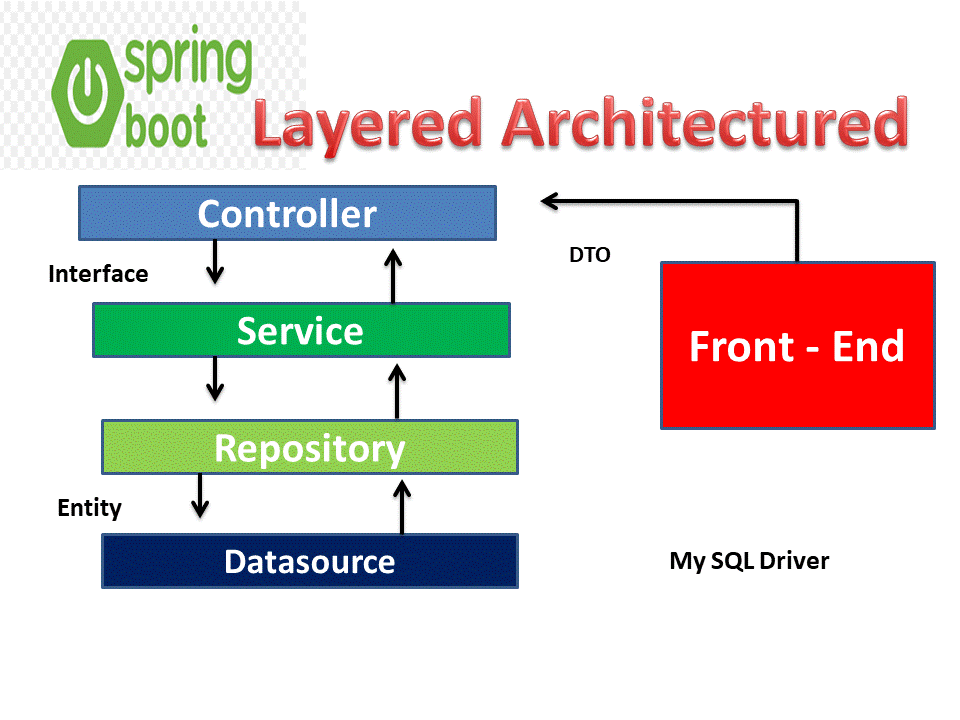 spring
boot
Layered Architectured
Controller
DTO
Interface
Service
Front - End
Repository
Entity
Datasource
My SQL Driver